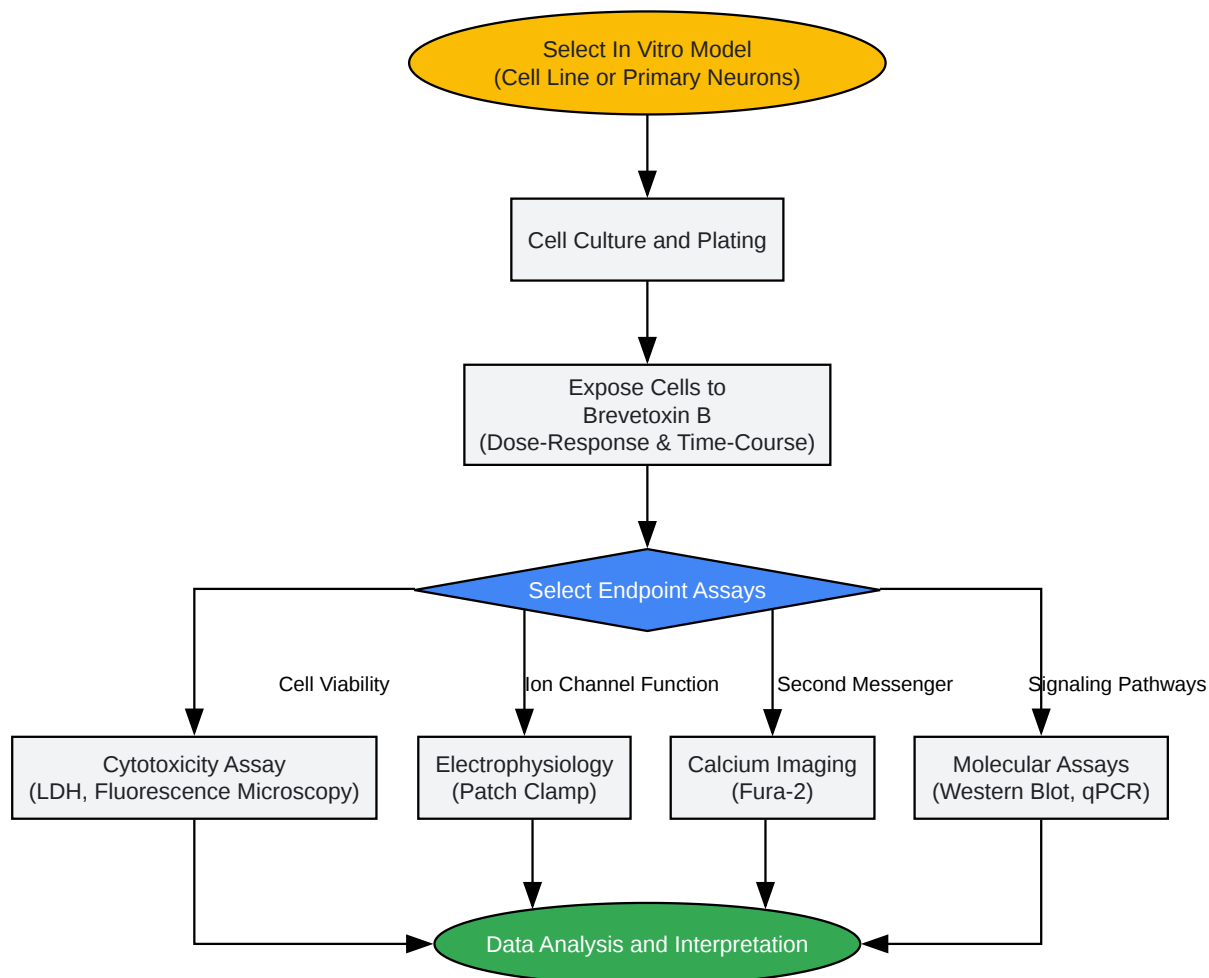 Select In Vitro Model
(Cell Line or Primary Neurons)
Cell Culture and Plating
Expose Cells to
Brevetoxin B
(Dose-Response & Time-Course)
Select Endpoint Assays
Cell Viability
Ion Channel Function
Second Messenger
Signaling Pathways
Cytotoxicity Assay
(LDH, Fluorescence Microscopy)
Electrophysiology
(Patch Clamp)
Calcium Imaging
(Fura-2)
Molecular Assays
(Western Blot, qPCR)
Data Analysis and Interpretation